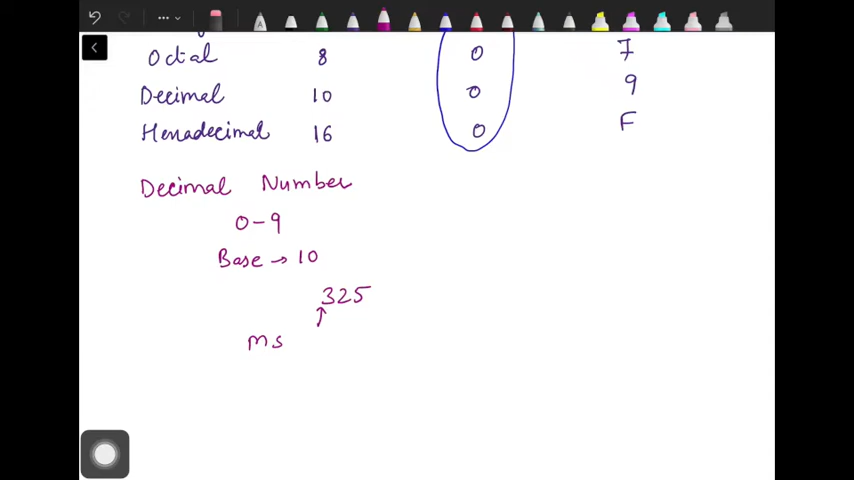 Octal 8 0 7
Decimal 10 0 9
Hexadecimal 16 0 F
Decimal Number
0-9
Base → 10
325
↑
MS